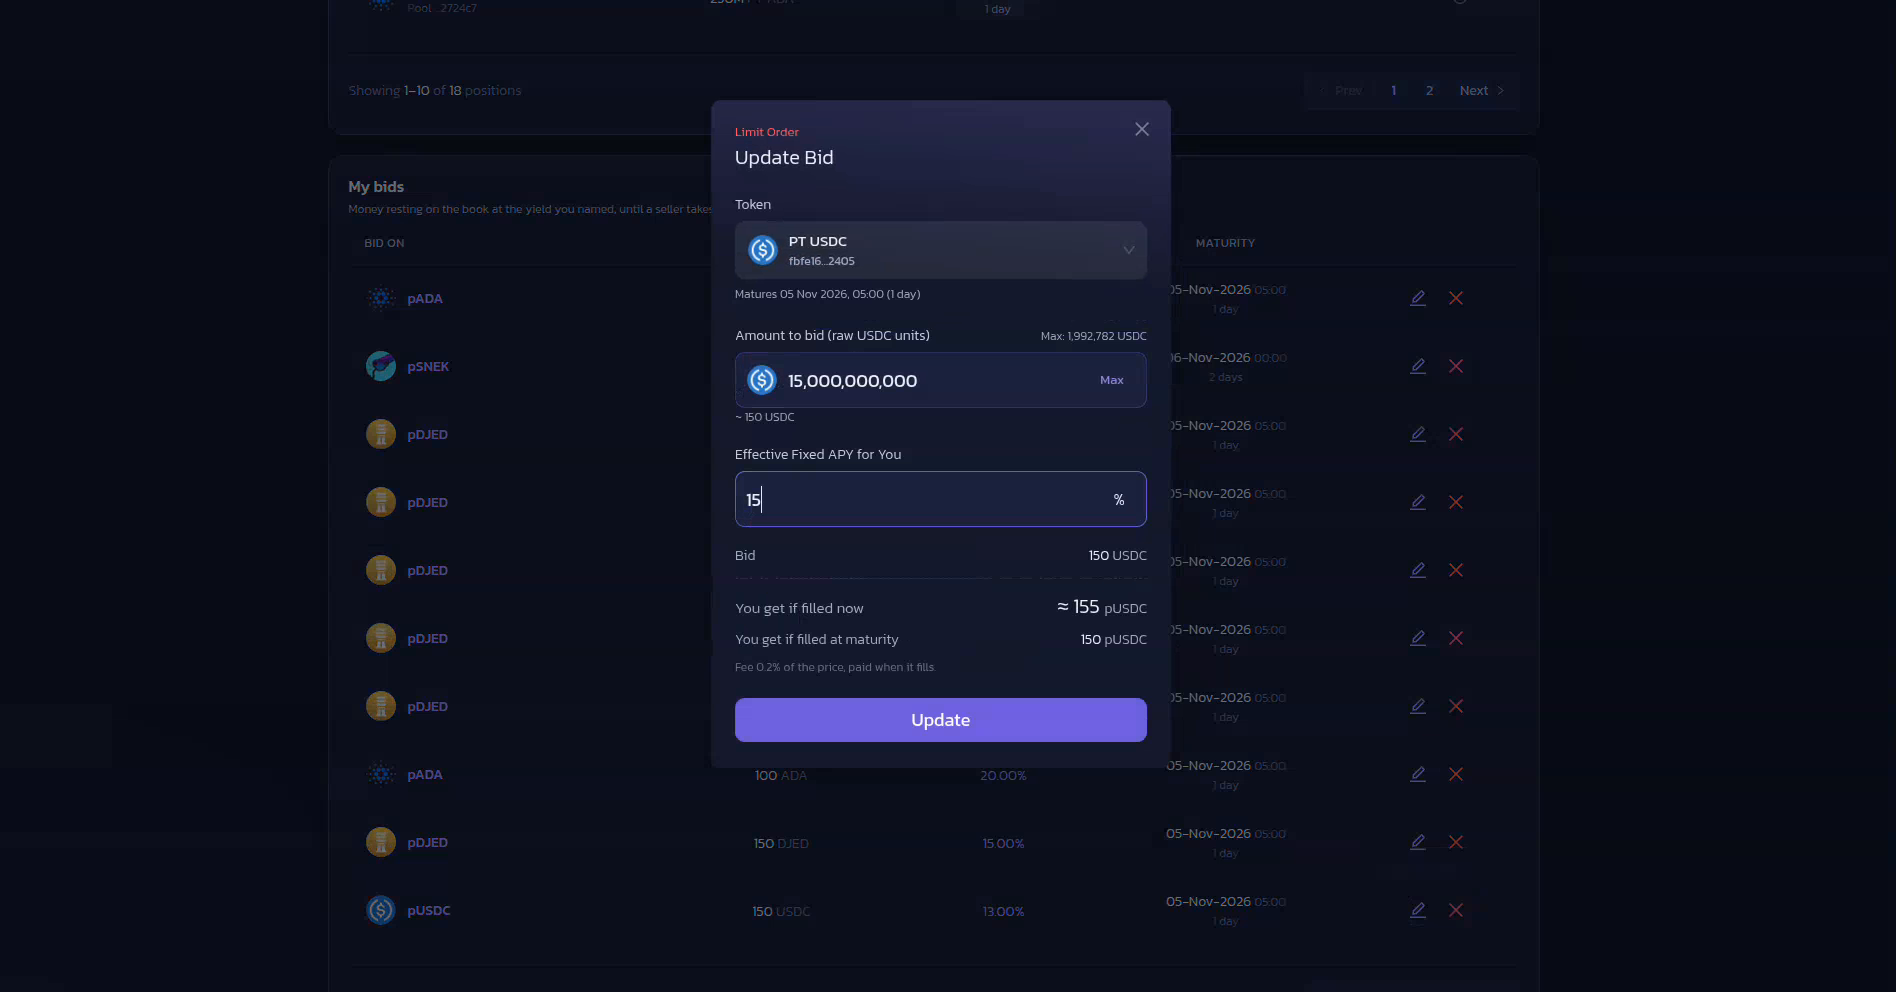 Pool ...2724c7
1 day
Showing 1–10 of 18 positions
Prev 1 2 Next
Limit Order
Update Bid
Token
PT USDC
fbfe16...2405
Matures 05 Nov 2026, 05:00 (1 day)
Amount to bid (raw USDC units) Max: 1,992,782 USDC
15,000,000,000 Max
~ 150 USDC
Effective Fixed APY for You
15 %
Bid 150 USDC
You get if filled now ≈ 155 pUSDC
You get if filled at maturity 150 pUSDC
Fee 0.2% of the price, paid when it fills.
Update
My bids
Money resting on the book at the yield you named, until a seller takes
BID ON MATURITY
pADA 05-Nov-2026 05:00
1 day
pSNEK 06-Nov-2026 00:00
2 days
pDJED 05-Nov-2026 05:00
1 day
pDJED 05-Nov-2026 05:00
1 day
pDJED 05-Nov-2026 05:00
1 day
pDJED 05-Nov-2026 05:00
1 day
pDJED 05-Nov-2026 05:00
1 day
pADA 100 ADA 20.00% 05-Nov-2026 05:00
1 day
pDJED 150 DJED 15.00% 05-Nov-2026 05:00
1 day
pUSDC 150 USDC 13.00% 05-Nov-2026 05:00
1 day